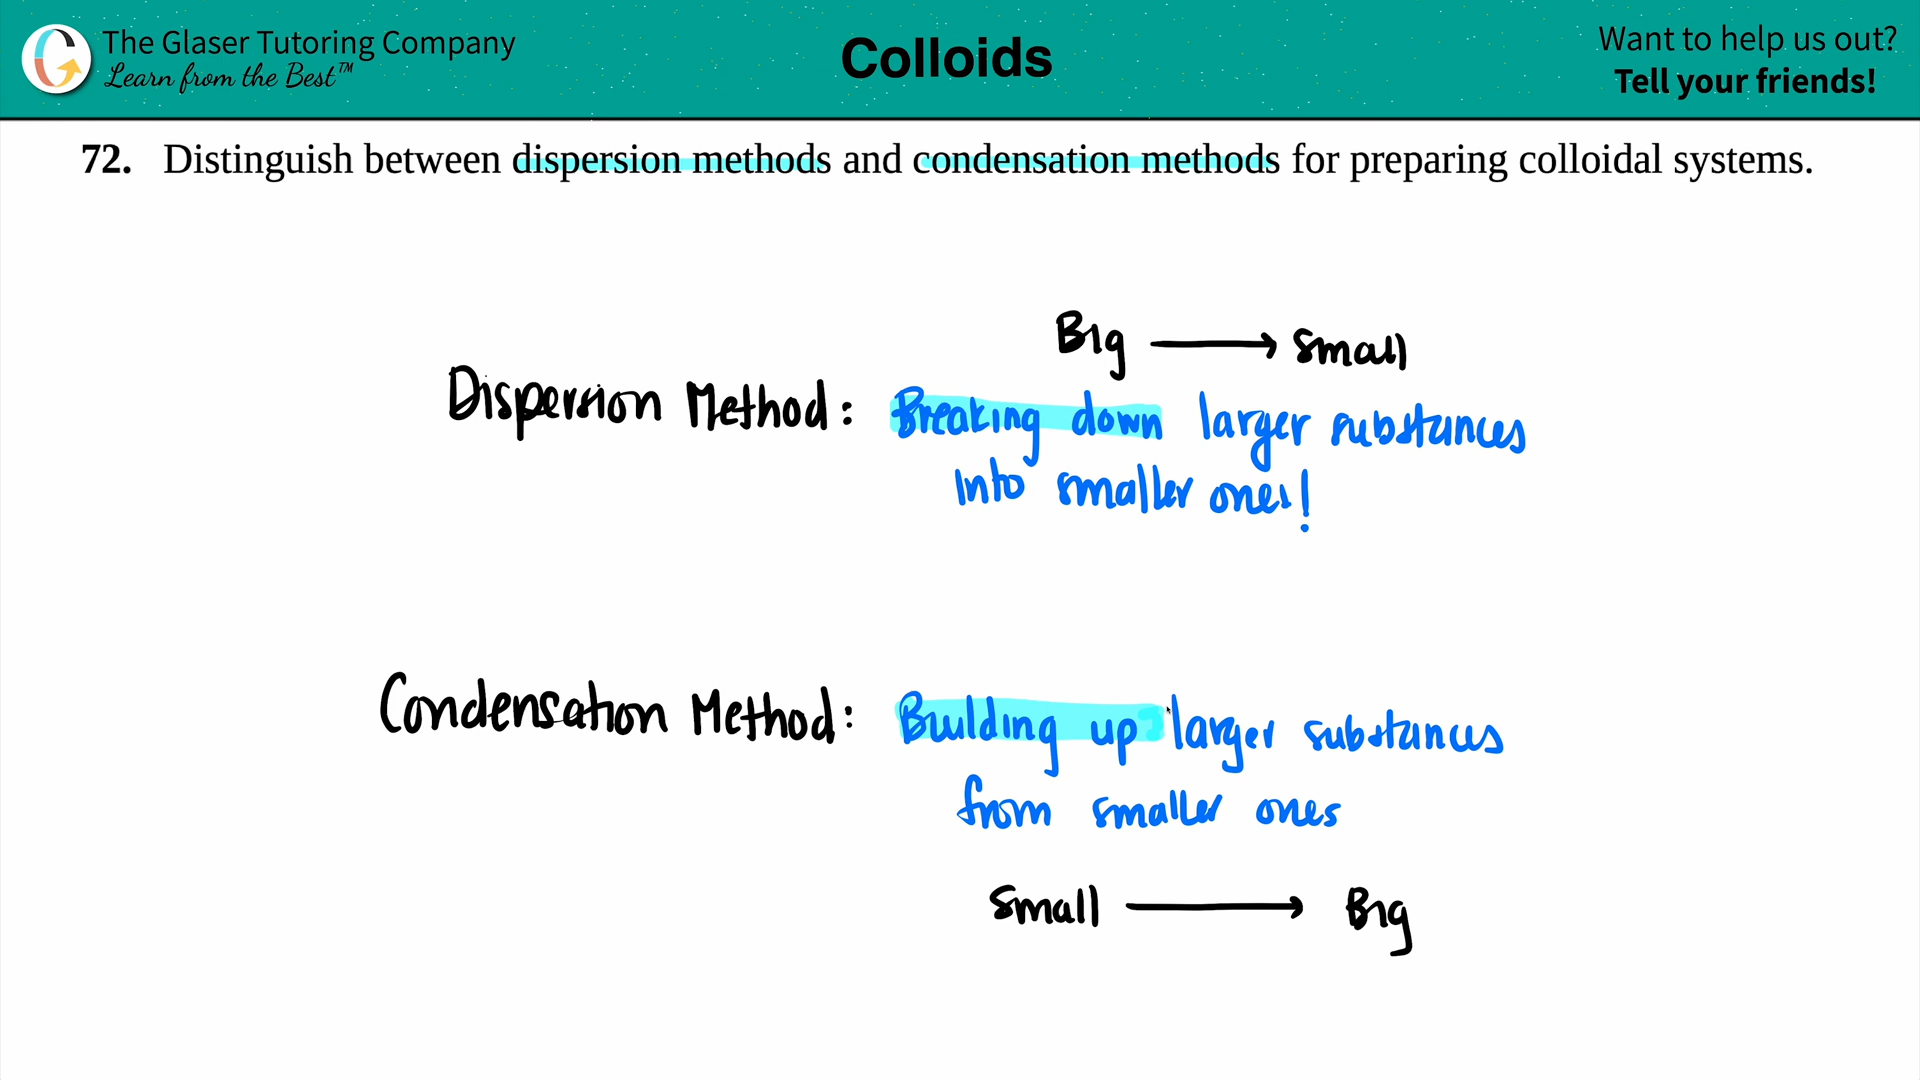 The Glaser Tutoring Company
Learn from the Best™
Colloids
Want to help us out?
Tell your friends!
72. Distinguish between dispersion methods and condensation methods for preparing colloidal systems.
Big → Small
Dispersion Method: Breaking down larger substances
into smaller ones!
Condensation Method: Building up larger substances
from smaller ones
Small → Big